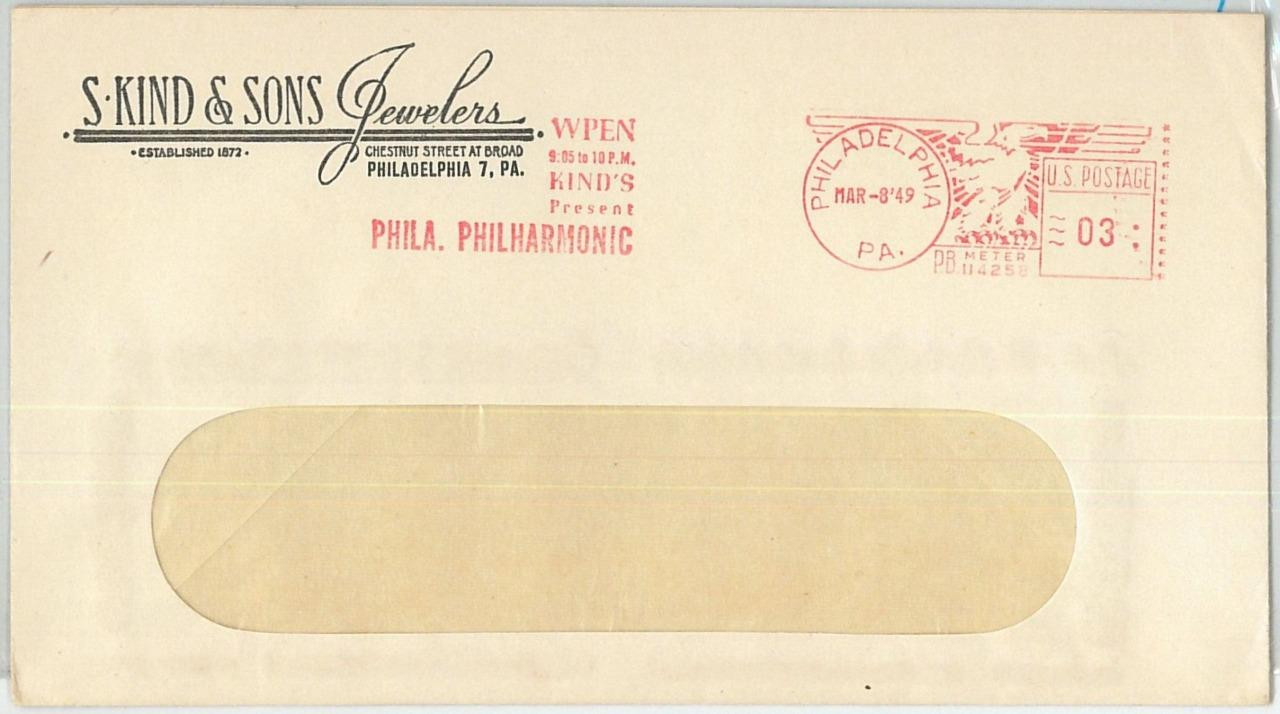 S·KIND & SONS Jewelers
·ESTABLISHED 1872·
CHESTNUT STREET AT BROAD
PHILADELPHIA 7, PA.
WPEN
9:05 to 10 P.M.
KIND'S
Present
PHILA. PHILHARMONIC
PHILADELPHIA
MAR-8'49
PA.
U.S. POSTAGE
03
P.B. METER
114258